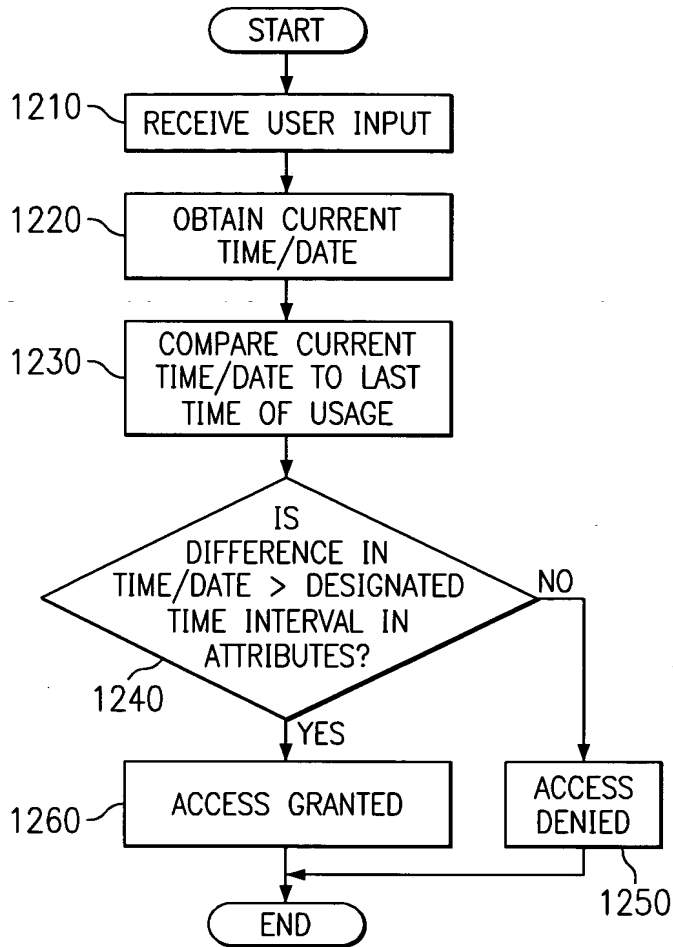 START
1210
RECEIVE USER INPUT
1220
OBTAIN CURRENT
TIME/DATE
1230
COMPARE CURRENT
TIME/DATE TO LAST
TIME OF USAGE
IS
DIFFERENCE IN
TIME/DATE > DESIGNATED
TIME INTERVAL IN
ATTRIBUTES?
NO
1240
YES
1260
ACCESS GRANTED
ACCESS
DENIED
1250
END